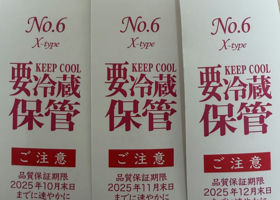 No.6
X-type
要冷蔵
KEEP COOL
保管
ご注意
品質保証期限
2025年10月末日
までに速やかに
No.6
X-type
要冷蔵
KEEP COOL
保管
ご注意
品質保証期限
2025年11月末日
までに速やかに
No.6
X-type
要冷蔵
KEEP COOL
保管
ご注意
品質保証期限
2025年12月末日
までに速やかに